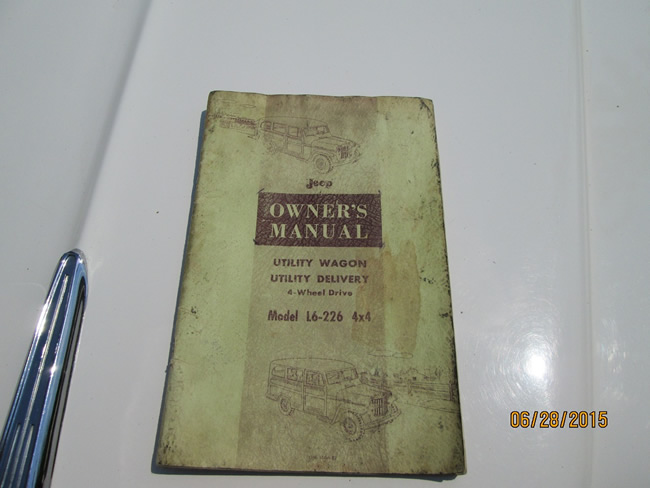 Jeep
OWNER'S
MANUAL
UTILITY WAGON
UTILITY DELIVERY
4-Wheel Drive
Model L6-226 4x4
06/28/2015